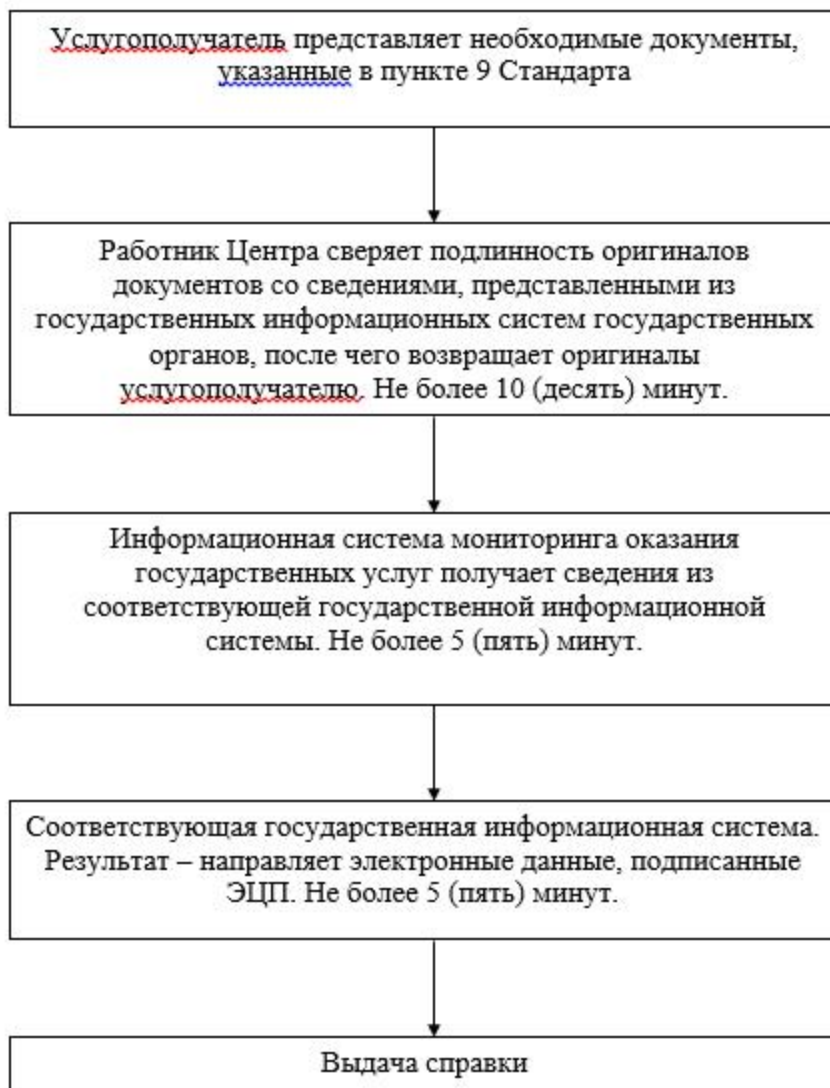 Услугополучатель представляет необходимые документы,
указанные в пункте 9 Стандарта
Работник Центра сверяет подлинность оригиналов
документов со сведениями, представленными из
государственных информационных систем государственных
органов, после чего возвращает оригиналы
услугополучателю. Не более 10 (десять) минут.
Информационная система мониторинга оказания
государственных услуг получает сведения из
соответствующей государственной информационной
системы. Не более 5 (пять) минут.
Соответствующая государственная информационная система.
Результат – направляет электронные данные, подписанные
ЭЦП. Не более 5 (пять) минут.
Выдача справки